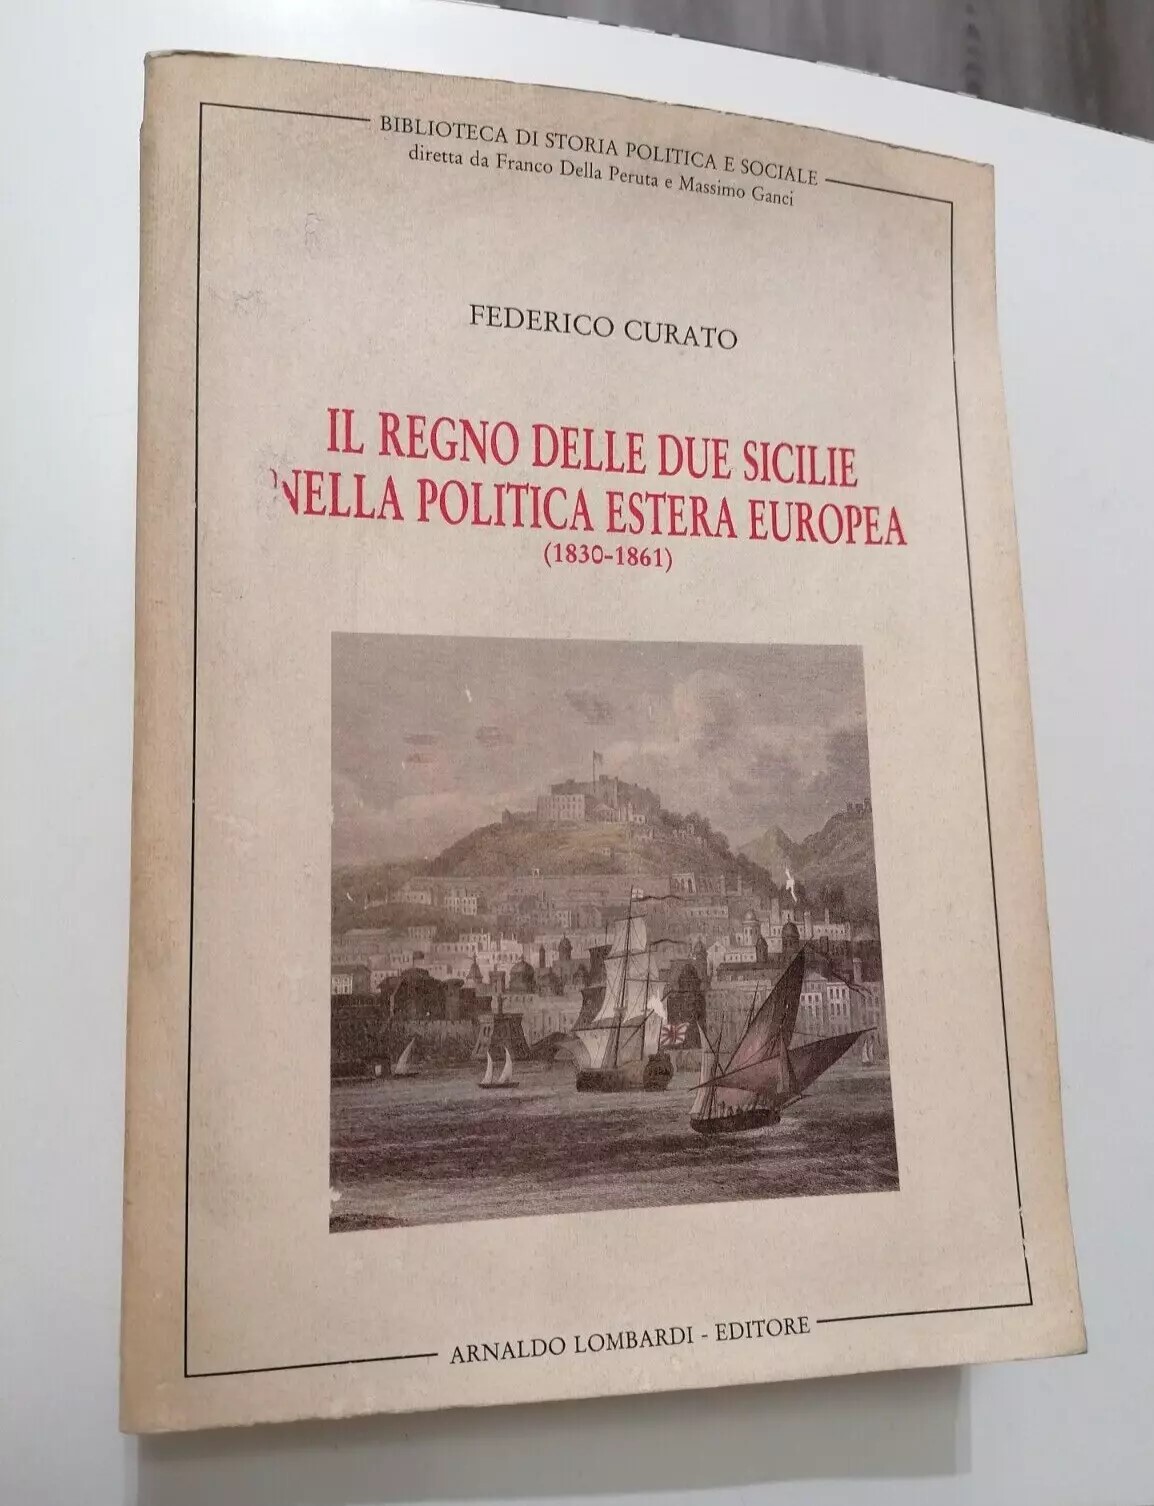 BIBLIOTECA DI STORIA POLITICA E SOCIALE
diretta da Franco Della Peruta e Massimo Ganci
FEDERICO CURATO
IL REGNO DELLE DUE SICILIE
NELLA POLITICA ESTERA EUROPEA
(1830-1861)
ARNALDO LOMBARDI - EDITORE